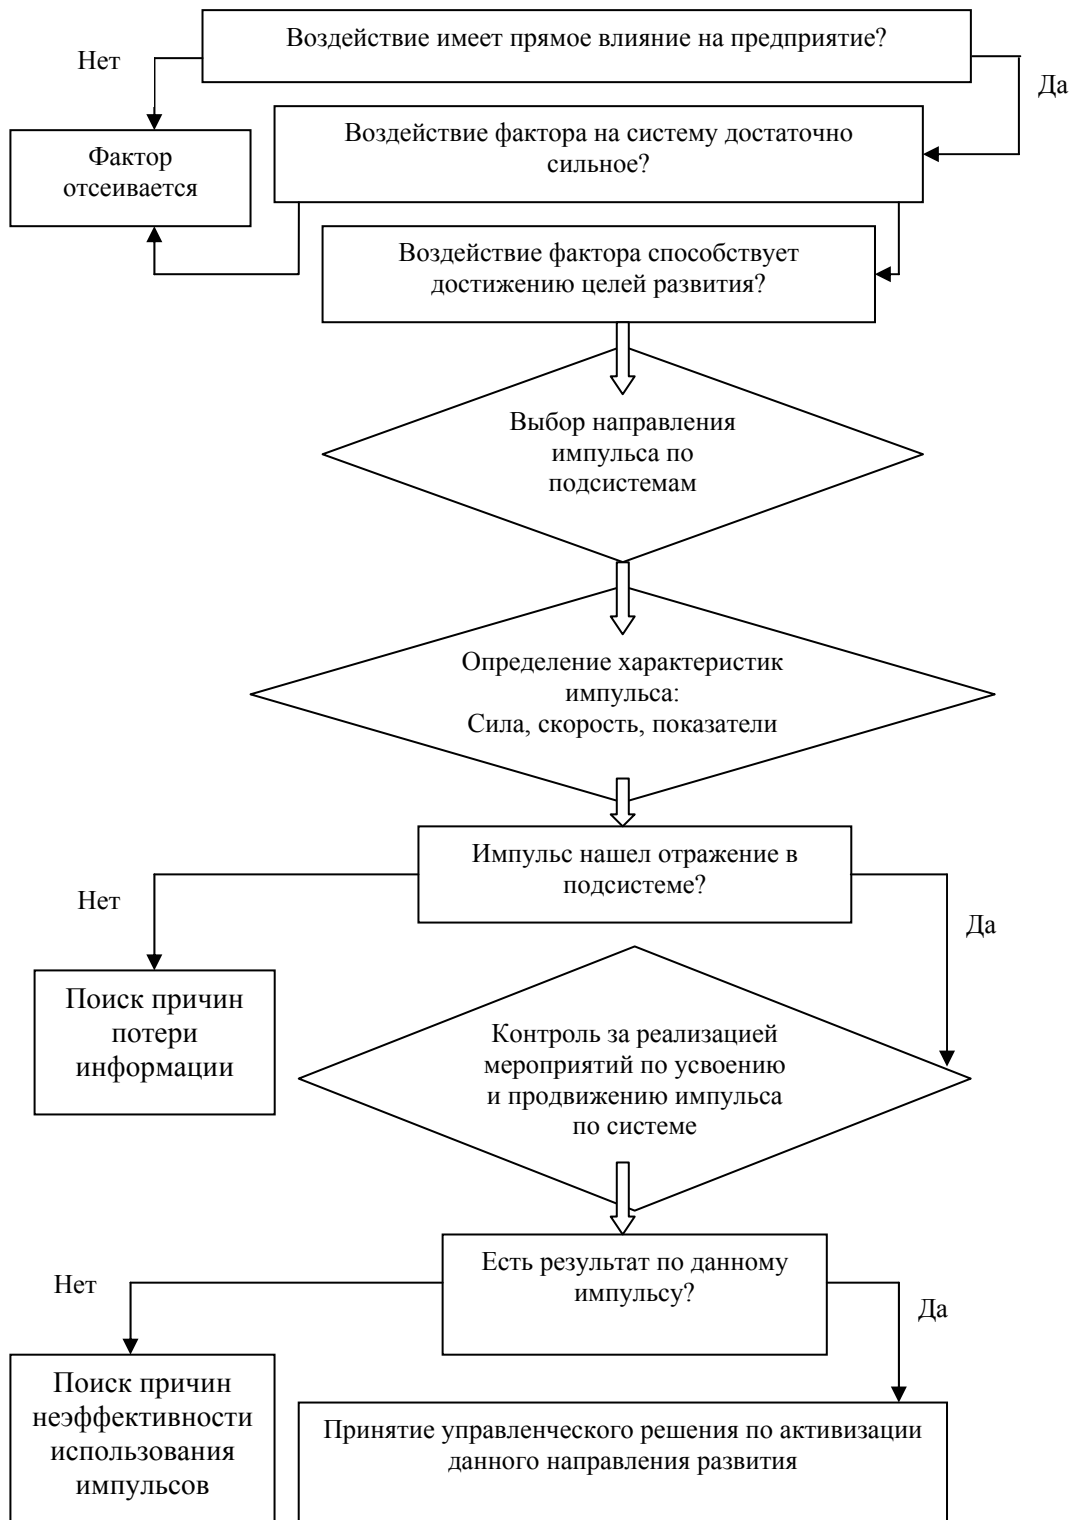 Воздействие имеет прямое влияние на предприятие?
Нет
Да
Воздействие фактора на систему достаточно
сильное?
Фактор
отсеивается
Воздействие фактора способствует
достижению целей развития?
Выбор направления
импульса по
подсистемам
Определение характеристик
импульса:
Сила, скорость, показатели
Импульс нашел отражение в
подсистеме?
Нет
Да
Поиск причин
потери
информации
Контроль за реализацией
мероприятий по усвоению
и продвижению импульса
по системе
Есть результат по данному
импульсу?
Нет
Да
Поиск причин
неэффективности
использования
импульсов
Принятие управленческого решения по активизации
данного направления развития